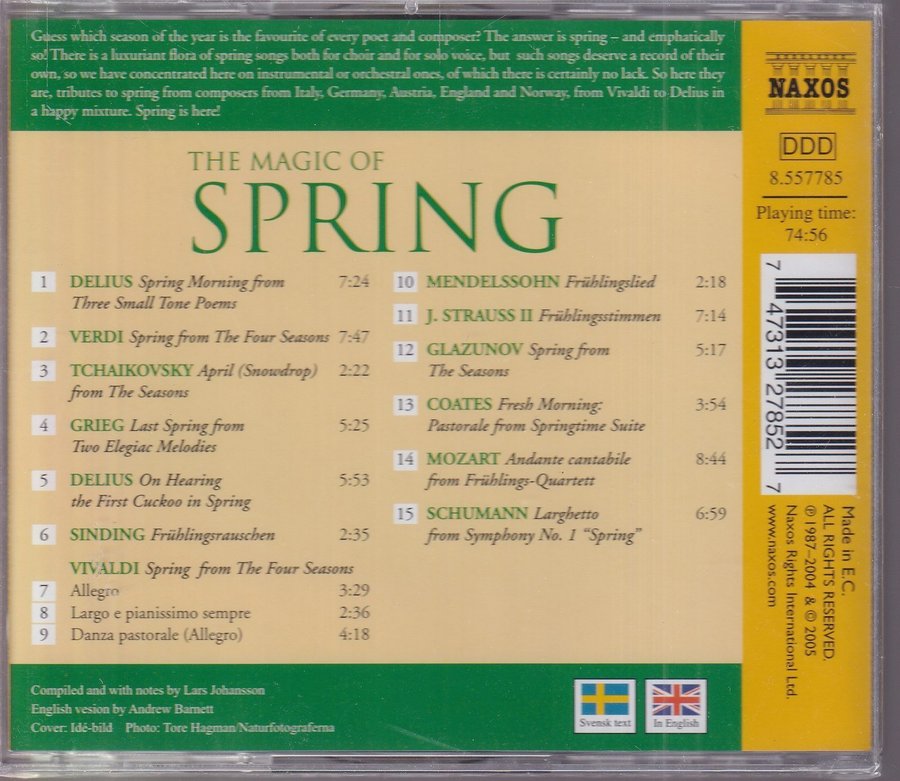 Guess which season of the year is the favourite of every poet and composer? The answer is spring – and emphatically
so! There is a luxuriant flora of spring songs both for choir and for solo voice, but such songs deserve a record of their
own, so we have concentrated here on instrumental or orchestral ones, of which there is certainly no lack. So here they
are, tributes to spring from composers from Italy, Germany, Austria, England and Norway, from Vivaldi to Delius in
a happy mixture. Spring is here!
THE MAGIC OF
SPRING
1 DELIUS Spring Morning from 7:24
Three Small Tone Poems
2 VERDI Spring from The Four Seasons 7:47
3 TCHAIKOVSKY April (Snowdrop) 2:22
from The Seasons
4 GRIEG Last Spring from 5:25
Two Elegiac Melodies
5 DELIUS On Hearing 5:53
the First Cuckoo in Spring
6 SINDING Frühlingsrauschen 2:35
VIVALDI Spring from The Four Seasons
7 Allegro 3:29
8 Largo e pianissimo sempre 2:36
9 Danza pastorale (Allegro) 4:18
10 MENDELSSOHN Frühlingslied 2:18
11 J. STRAUSS II Frühlingsstimmen 7:14
12 GLAZUNOV Spring from 5:17
The Seasons
13 COATES Fresh Morning: 3:54
Pastorale from Springtime Suite
14 MOZART Andante cantabile 8:44
from Frühlings-Quartett
15 SCHUMANN Larghetto 6:59
from Symphony No. 1 "Spring"
Compiled and with notes by Lars Johansson
English vesion by Andrew Barnett
Cover: Idé-bild Photo: Tore Hagman/Naturfotograferna
Svensk text
In English
NAXOS
DDD
8.557785
Playing time:
74:56
7 47313 27852 7
Made in E.C.
ALL RIGHTS RESERVED.
℗ 1987–2004 & © 2005
Naxos Rights International Ltd.
www.naxos.com